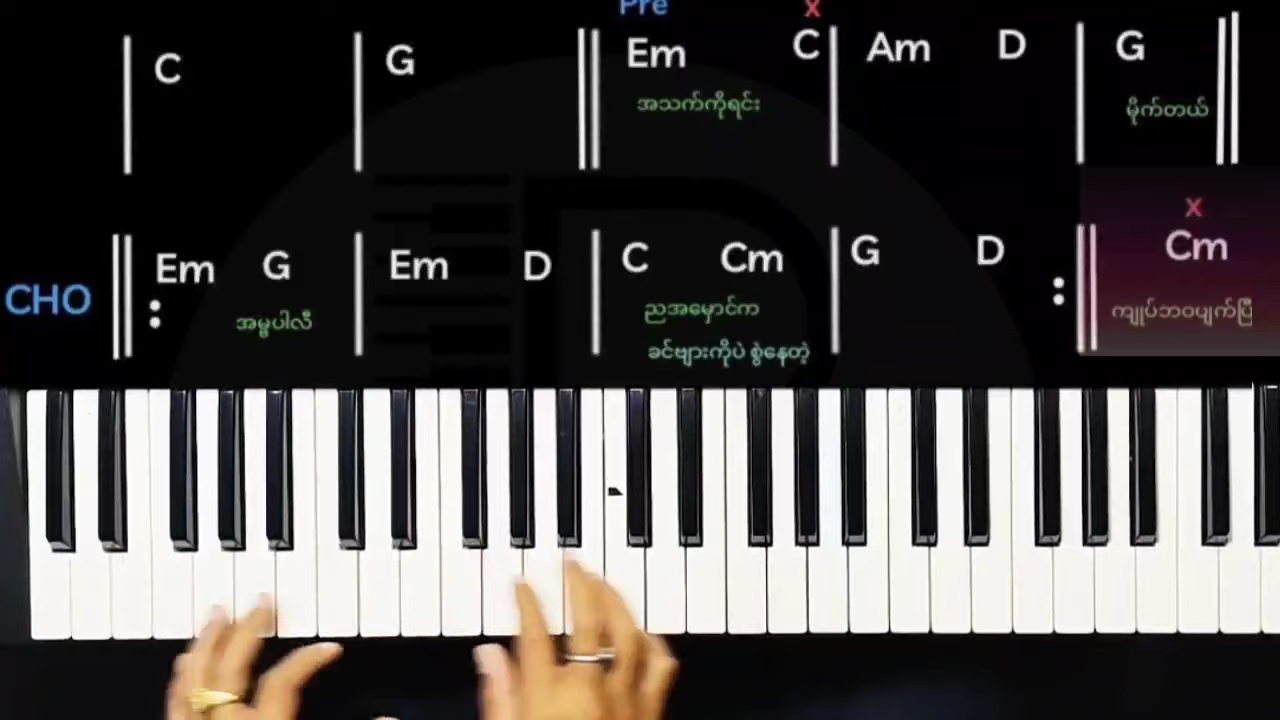 Pre x
C G Em C Am D G
အသက်ကိုရင်း မိုက်တယ်
x
CHO Em G Em D C Cm G D Cm
အမ္ဗပါလီ ညအမှောင်က ကျုပ်ဘဝပျက်ပြီ
ခင်ဗျားကိုပဲ စွဲနေတဲ့